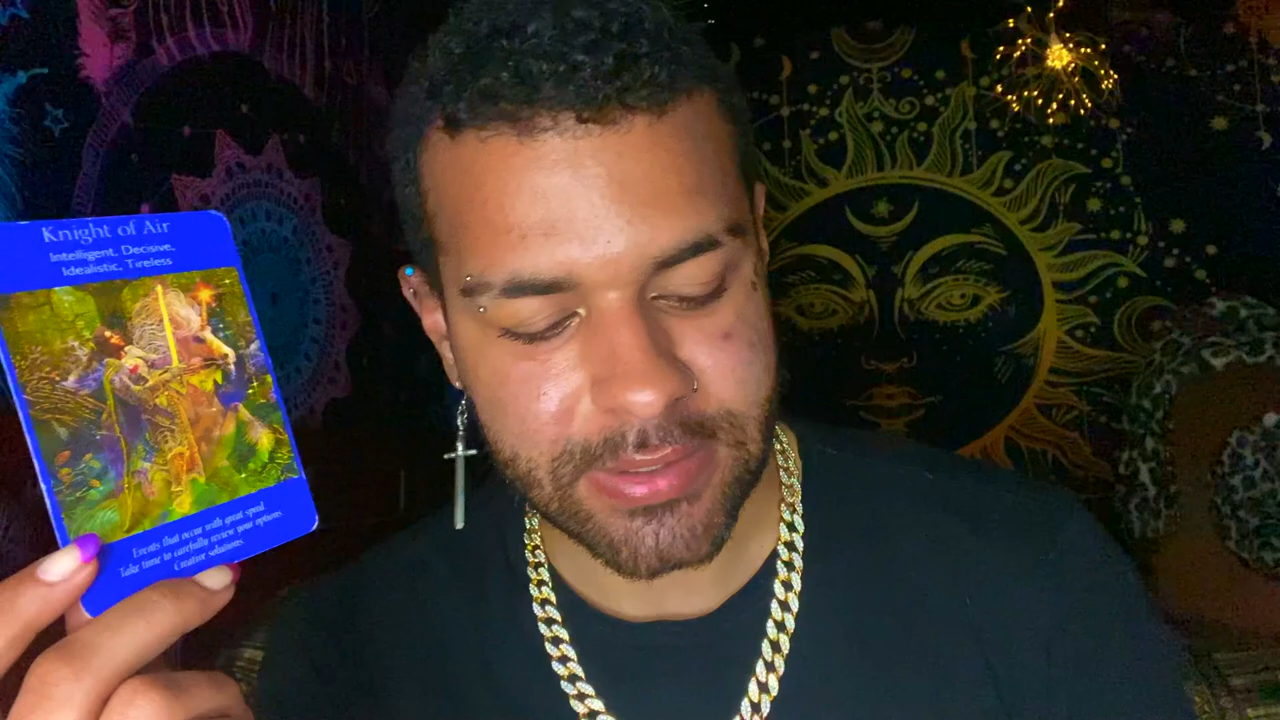 Knight of Air
Intelligent, Decisive,
Idealistic, Tireless
Events that occur with great speed.
Take time to carefully review your options.
Creative solutions.